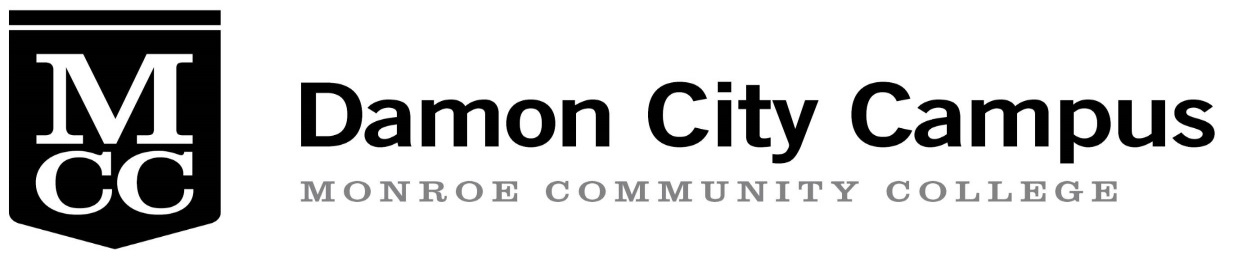 M
CC
Damon City Campus
MONROE COMMUNITY COLLEGE